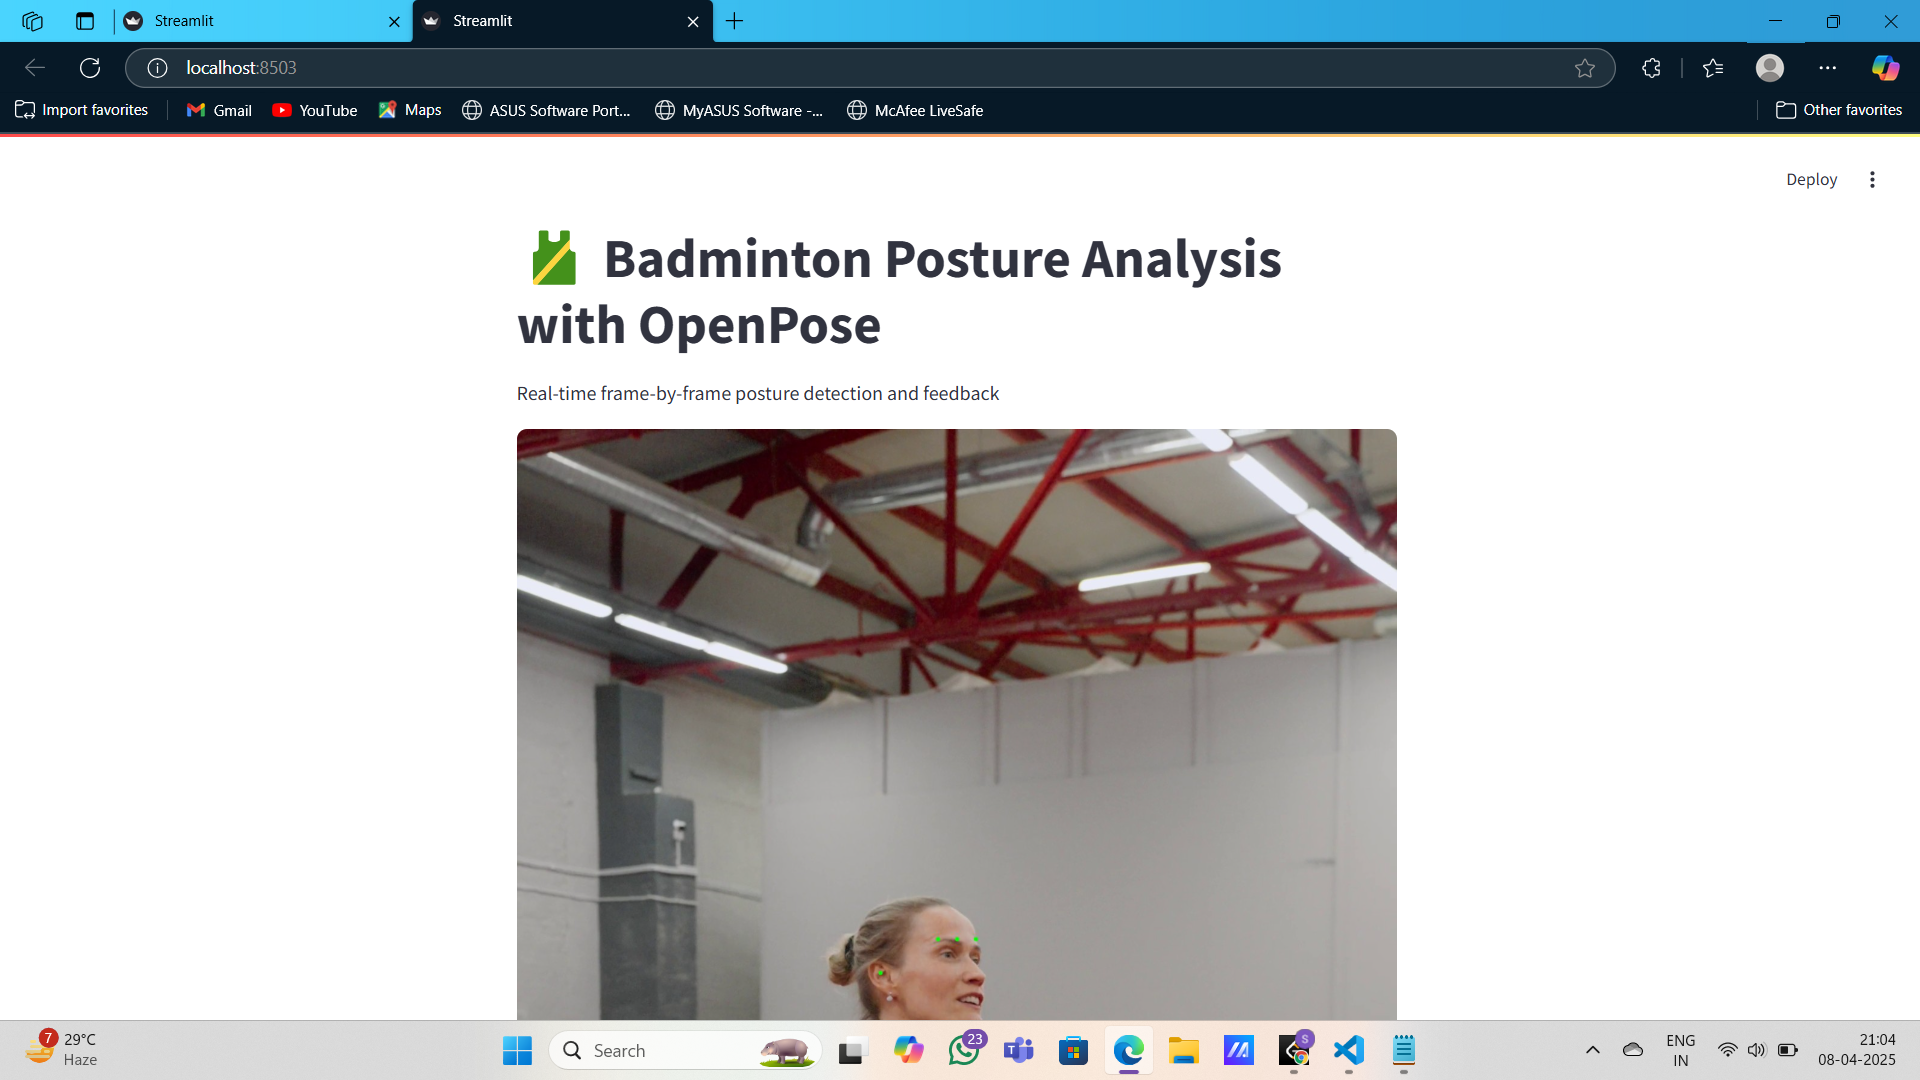 Streamlit
Streamlit
localhost:8503
Import favorites
Gmail
YouTube
Maps
ASUS Software Port...
MyASUS Software -...
McAfee LiveSafe
Other favorites
Deploy
Badminton Posture Analysis
with OpenPose
Real-time frame-by-frame posture detection and feedback
7
29°C
Haze
Search
23
S
ENG
IN
21:04
08-04-2025